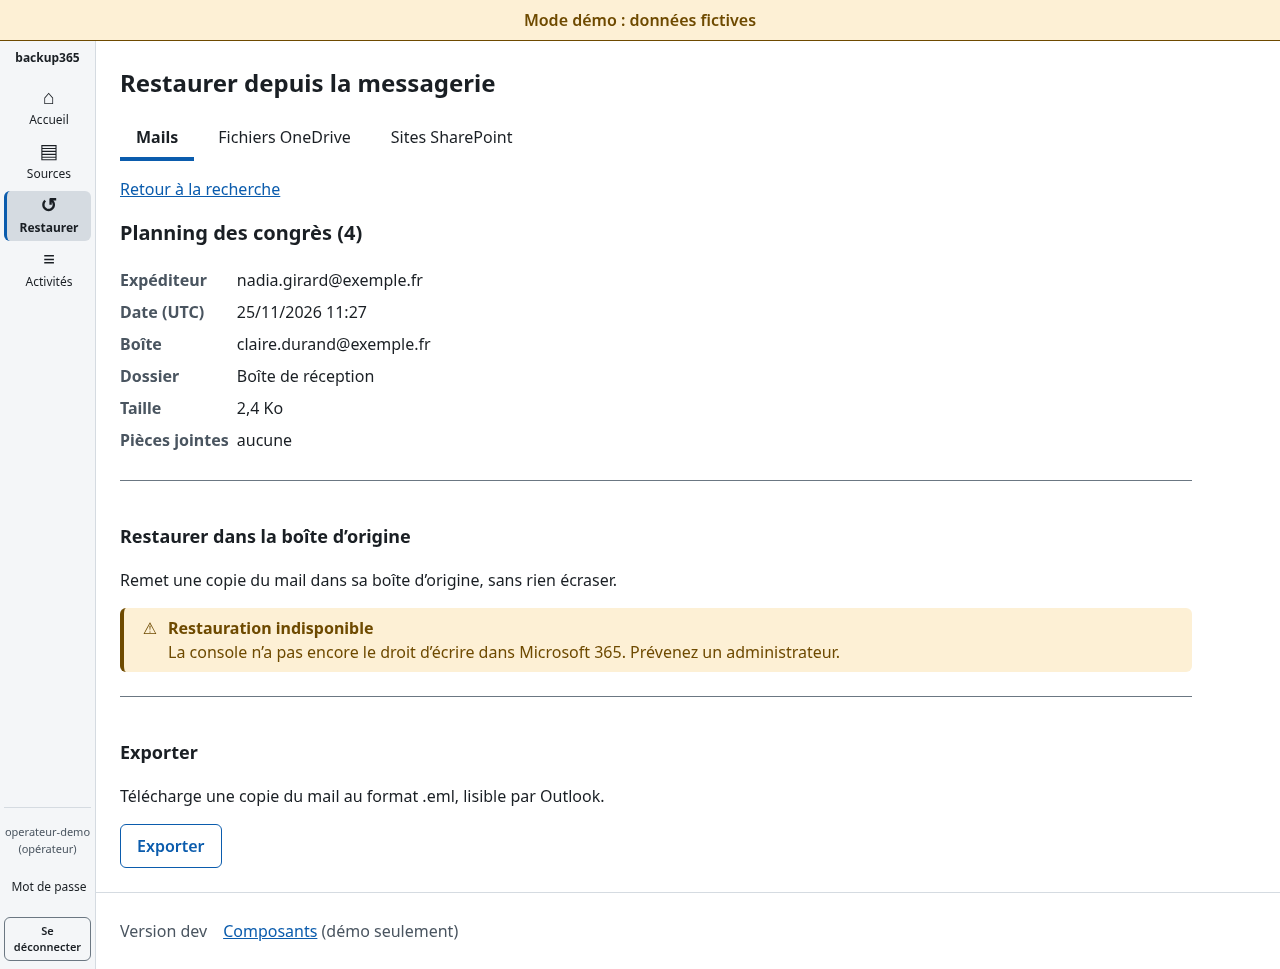 Mode démo : données fictives
backup365
Accueil
Sources
Restaurer
Activités
operateur-demo
(opérateur)
Mot de passe
Se
déconnecter
Restaurer depuis la messagerie
Mails Fichiers OneDrive Sites SharePoint
Retour à la recherche
Planning des congrès (4)
Expéditeur nadia.girard@exemple.fr
Date (UTC) 25/11/2026 11:27
Boîte claire.durand@exemple.fr
Dossier Boîte de réception
Taille 2,4 Ko
Pièces jointes aucune
Restaurer dans la boîte d’origine
Remet une copie du mail dans sa boîte d’origine, sans rien écraser.
⚠ Restauration indisponible
La console n’a pas encore le droit d’écrire dans Microsoft 365. Prévenez un administrateur.
Exporter
Télécharge une copie du mail au format .eml, lisible par Outlook.
Exporter
Version dev Composants (démo seulement)